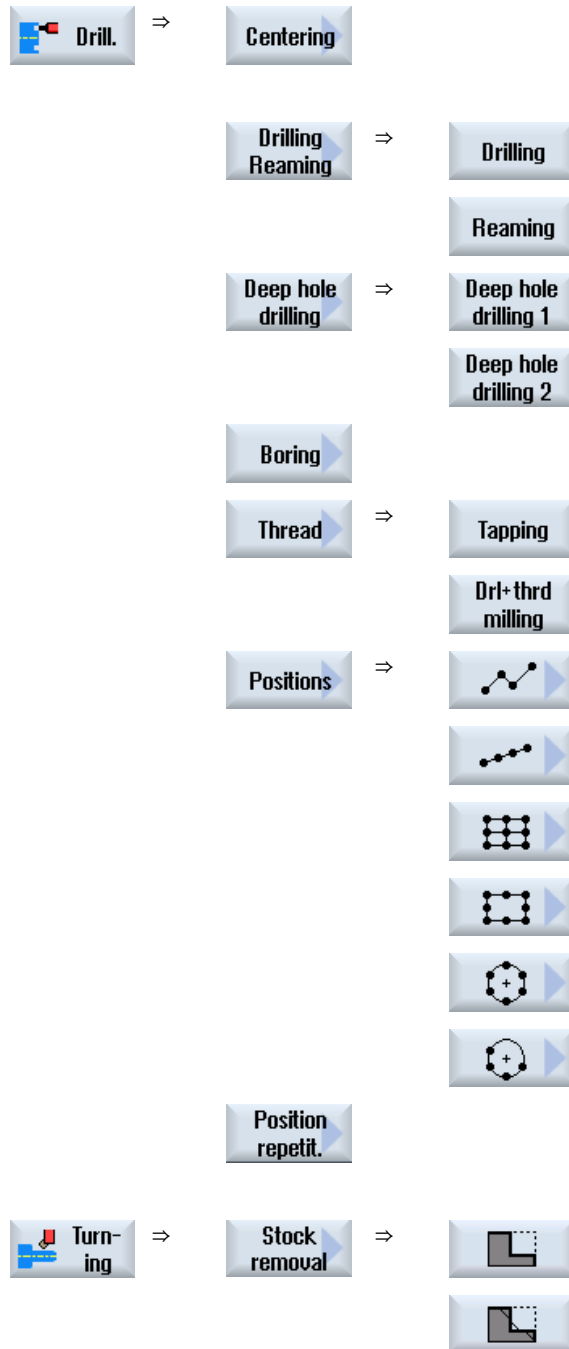 Drill.
⇒
Centering
Drilling
Reaming
⇒
Drilling
Reaming
Deep hole
drilling
⇒
Deep hole
drilling 1
Deep hole
drilling 2
Boring
Thread
⇒
Tapping
Drl+thrd
milling
Positions
⇒
Position
repetit.
Turn-
ing
⇒
Stock
removal
⇒